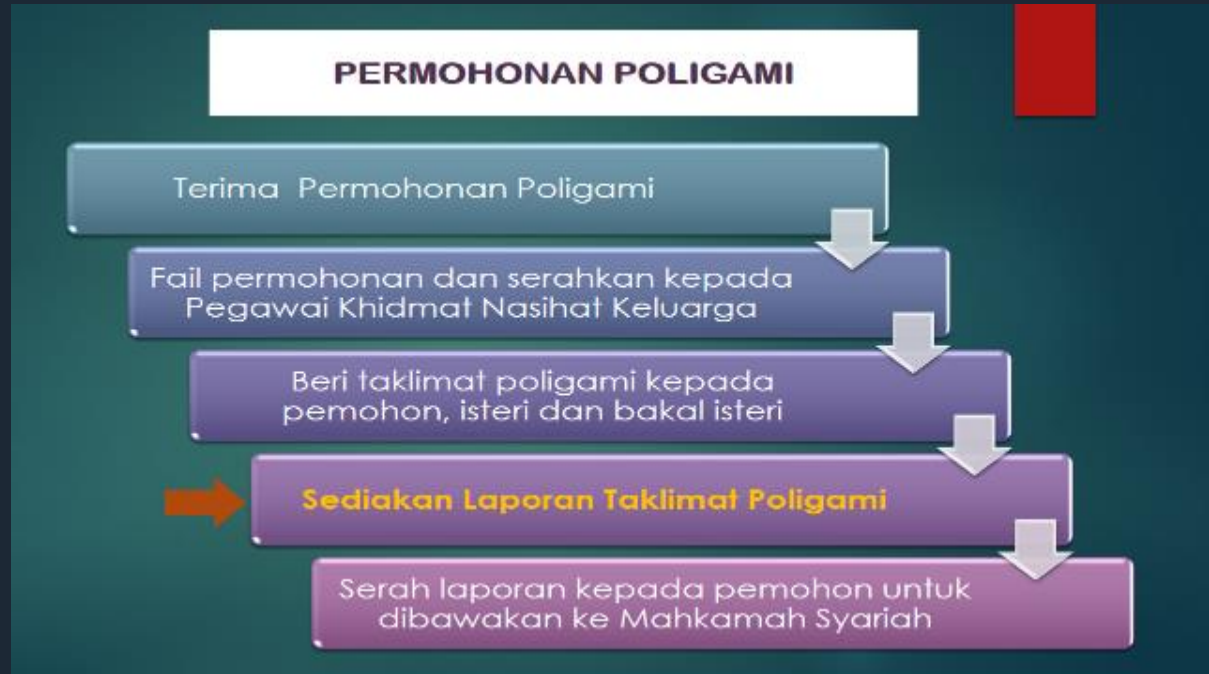 PERMOHONAN POLIGAMI
Terima Permohonan Poligami
Fail permohonan dan serahkan kepada
Pegawai Khidmat Nasihat Keluarga
Beri taklimat poligami kepada
pemohon, isteri dan bakal isteri
Sediakan Laporan Taklimat Poligami
Serah laporan kepada pemohon untuk
dibawakan ke Mahkamah Syariah